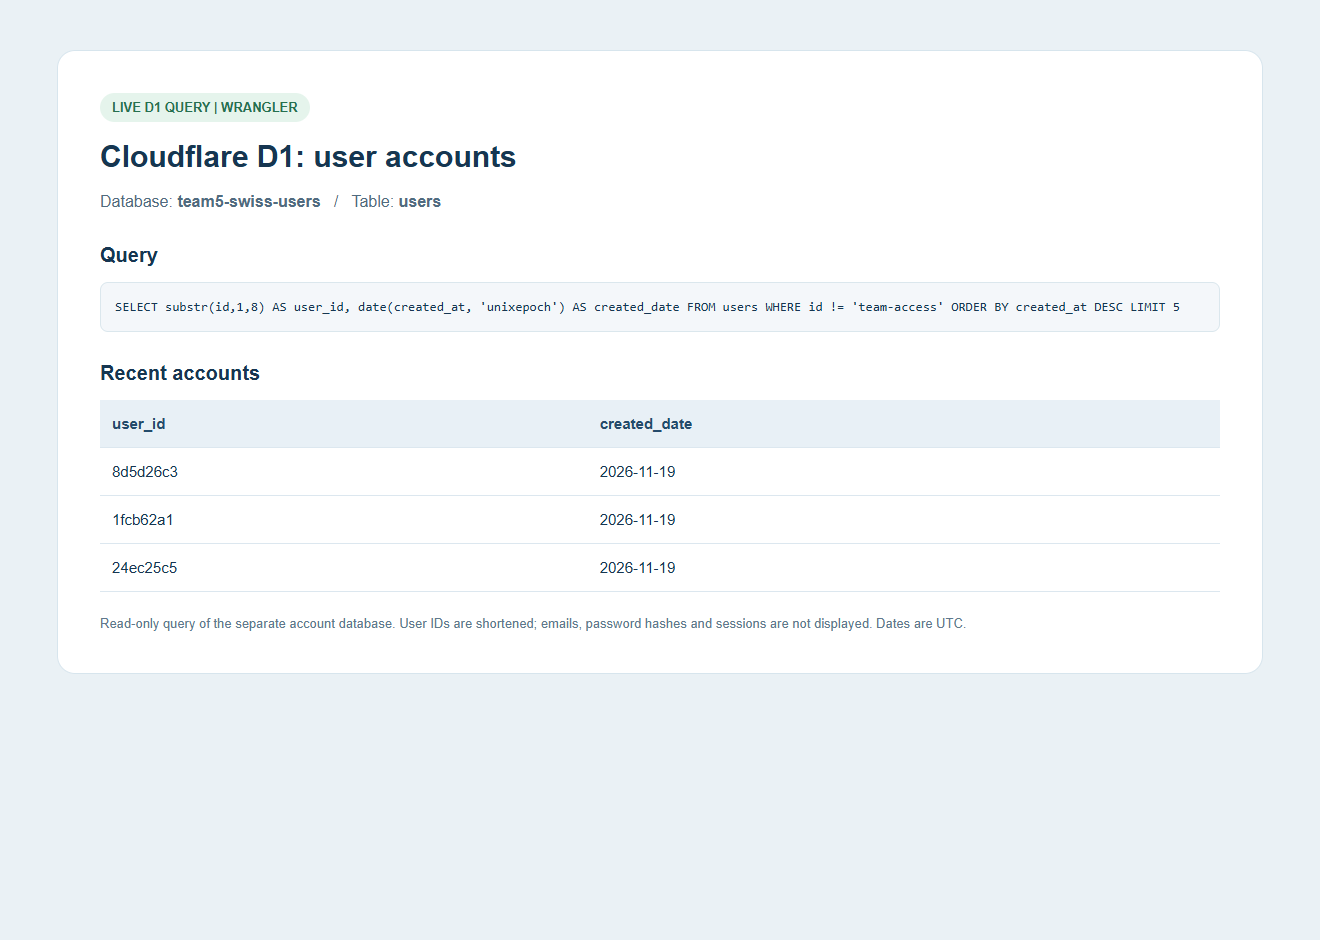 LIVE D1 QUERY | WRANGLER
Cloudflare D1: user accounts
Database: team5-swiss-users / Table: users
Query
SELECT substr(id,1,8) AS user_id, date(created_at, 'unixepoch') AS created_date FROM users WHERE id != 'team-access' ORDER BY created_at DESC LIMIT 5
Recent accounts
user_id created_date
8d5d26c3 2026-11-19
1fcb62a1 2026-11-19
24ec25c5 2026-11-19
Read-only query of the separate account database. User IDs are shortened; emails, password hashes and sessions are not displayed. Dates are UTC.